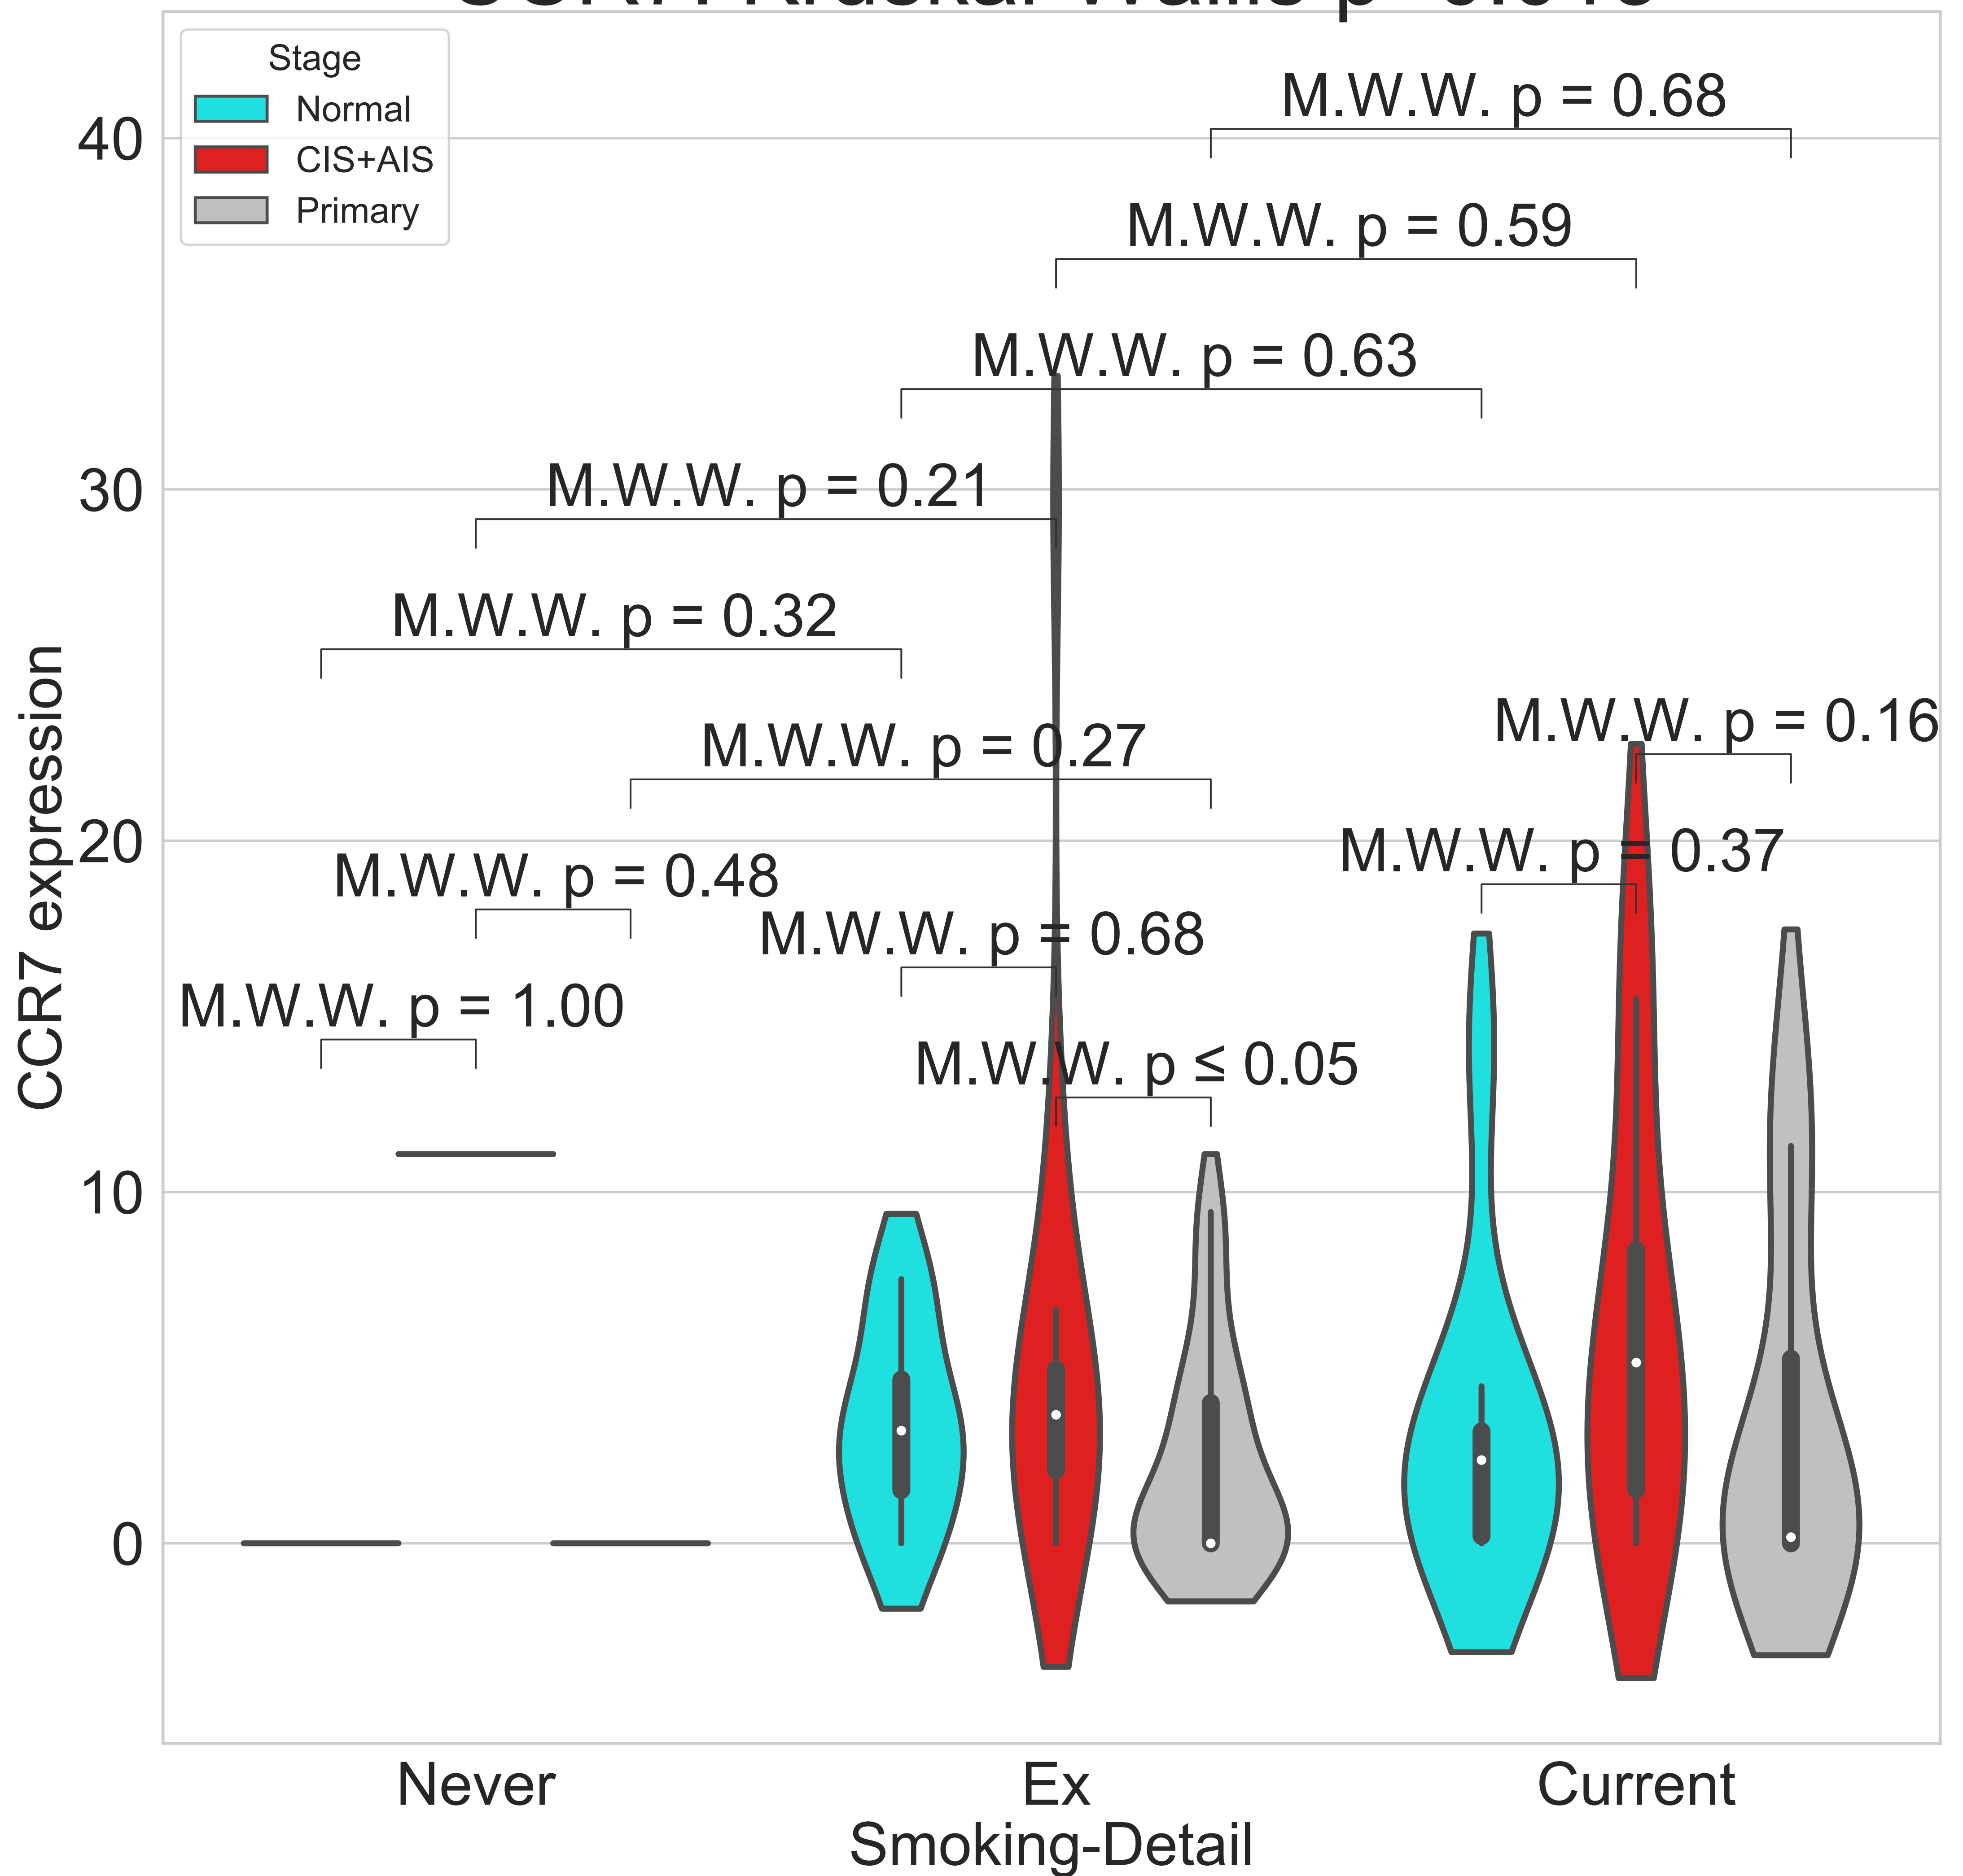 Stage
Normal
CIS+AIS
Primary
M.W.W. p = 0.68
M.W.W. p = 0.59
M.W.W. p = 0.63
M.W.W. p = 0.21
M.W.W. p = 0.32
M.W.W. p = 0.27
M.W.W. p = 0.16
M.W.W. p = 0.37
M.W.W. p = 0.48
M.W.W. p = 0.68
M.W.W. p = 1.00
M.W.W. p ≤ 0.05
40
30
20
10
0
CCR7 expression
Never
Ex
Current
Smoking-Detail